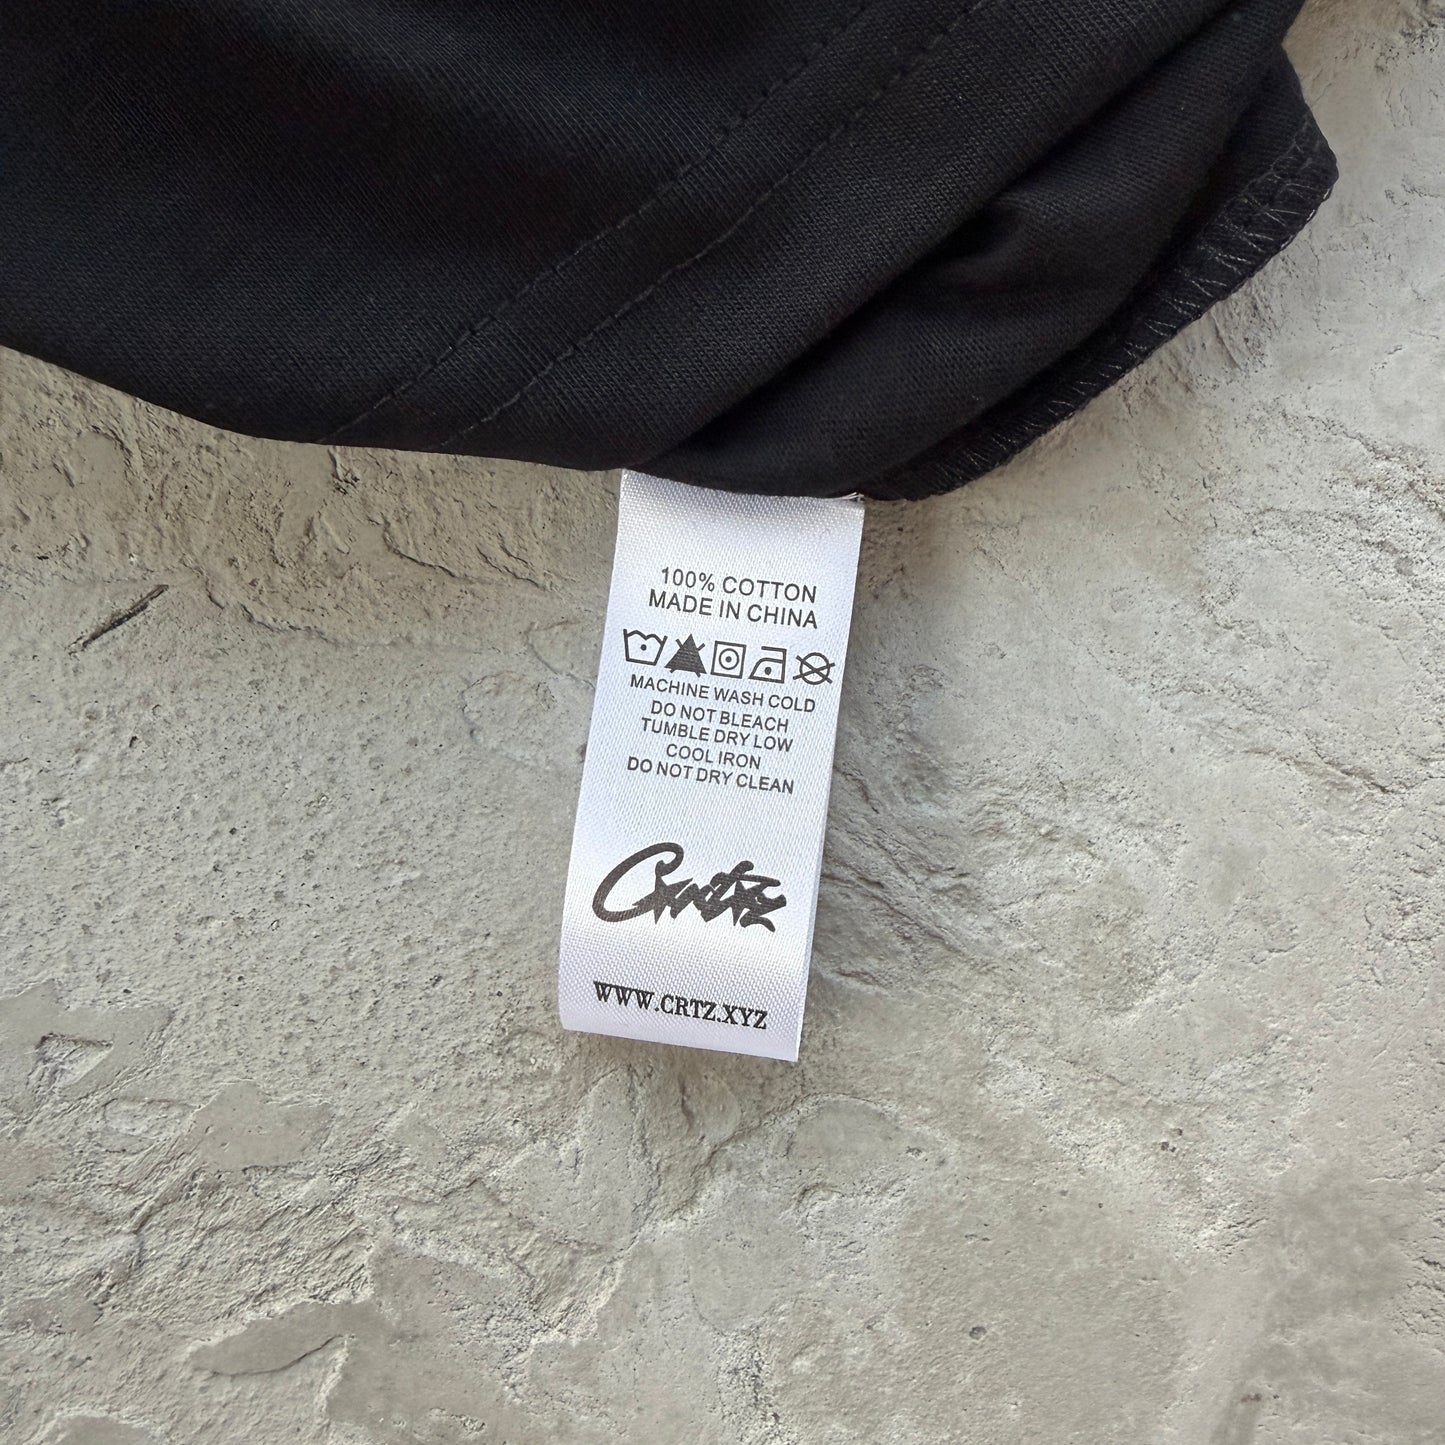 100% COTTON
MADE IN CHINA
MACHINE WASH COLD
DO NOT BLEACH
TUMBLE DRY LOW
COOL IRON
DO NOT DRY CLEAN
Crtz
WWW.CRTZ.XYZ